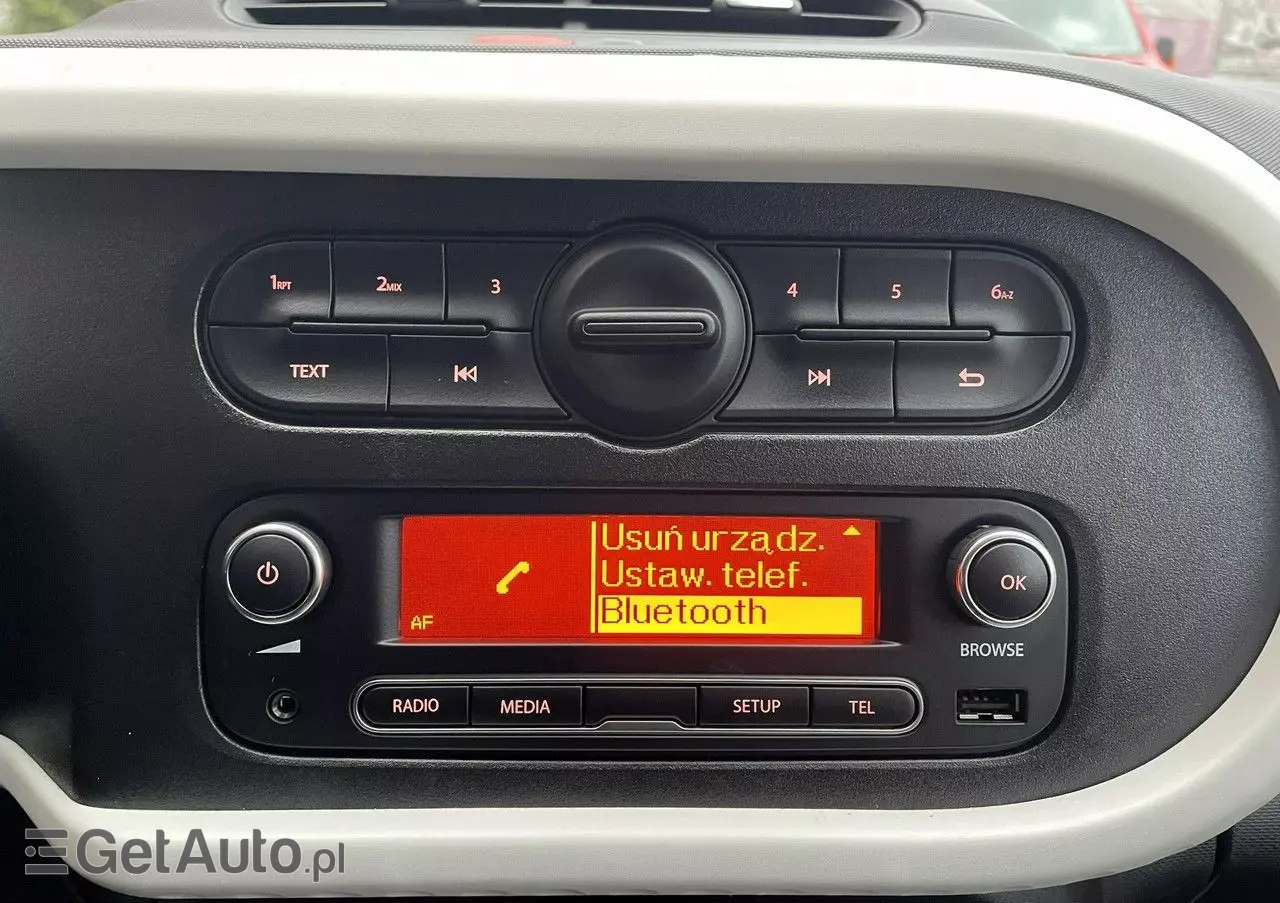 1RPT 2MIX 3 4 5 6A-Z
TEXT
Usuń urządz.
Ustaw. telef.
Bluetooth
AF
OK
BROWSE
RADIO MEDIA SETUP TEL
GetAuto.pl